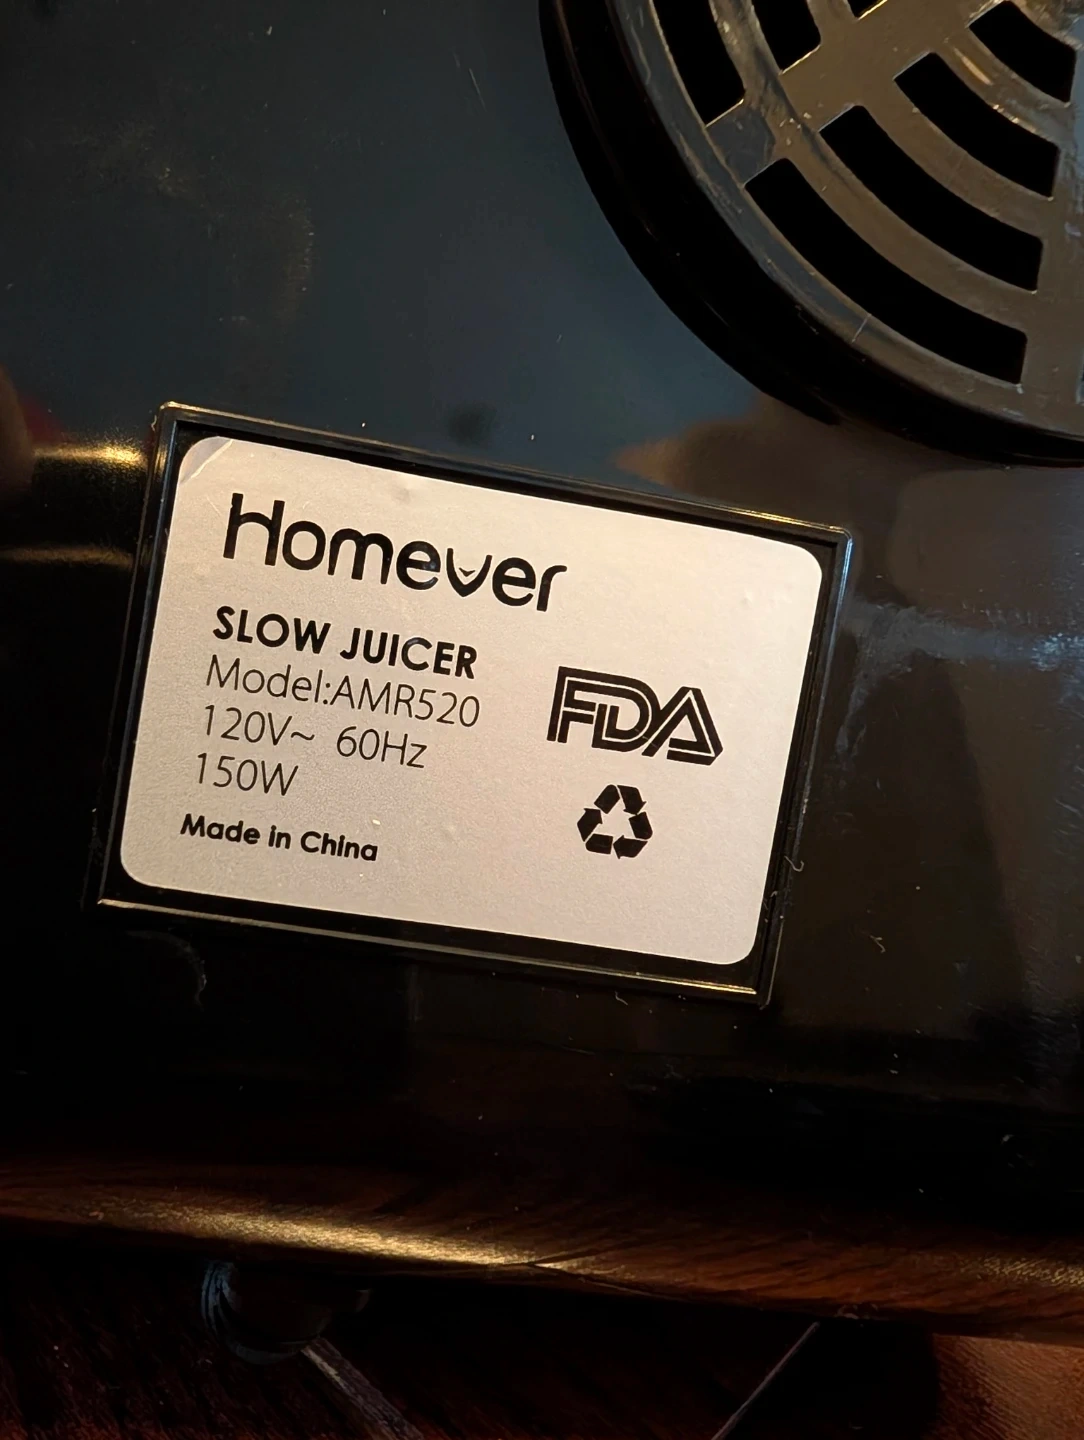 Homever
SLOW JUICER
Model:AMR520
120V~ 60Hz
150W
Made in China
FDA